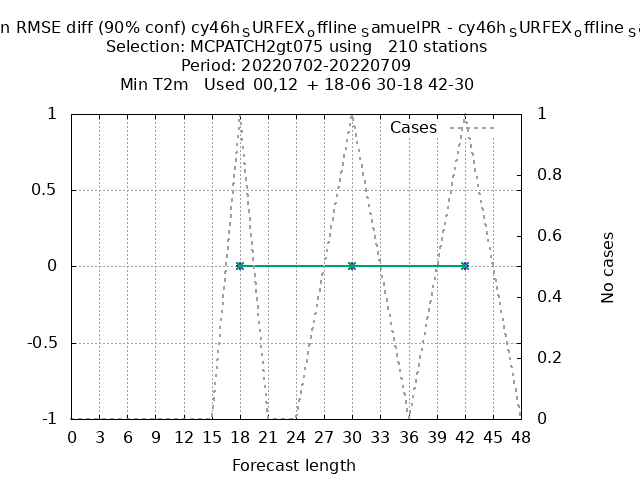 n RMSE diff (90% conf) cy46hSURFEXoffline samuelPR - cy46hSURFEXoffline s
Selection: MCPATCH2gt075 using 210 stations
Period: 20220702-20220709
Min T2m Used 00,12 + 18-06 30-18 42-30
Cases
1
0.5
0
-0.5
-1
1
0.8
0.6
0.4
0.2
0
No cases
0 3 6 9 12 15 18 21 24 27 30 33 36 39 42 45 48
Forecast length